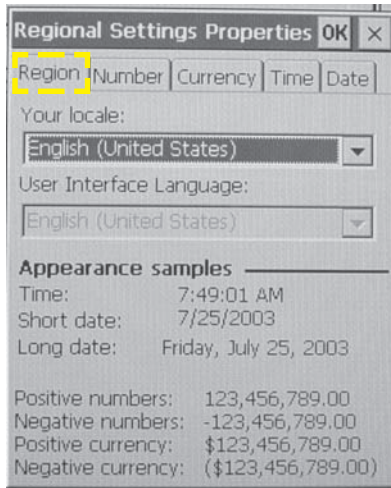 Regional Settings Properties OK ×
Region Number Currency Time Date
Your locale:
English (United States)
User Interface Language:
English (United States)
Appearance samples
Time: 7:49:01 AM
Short date: 7/25/2003
Long date: Friday, July 25, 2003
Positive numbers: 123,456,789.00
Negative numbers: -123,456,789.00
Positive currency: $123,456,789.00
Negative currency: ($123,456,789.00)